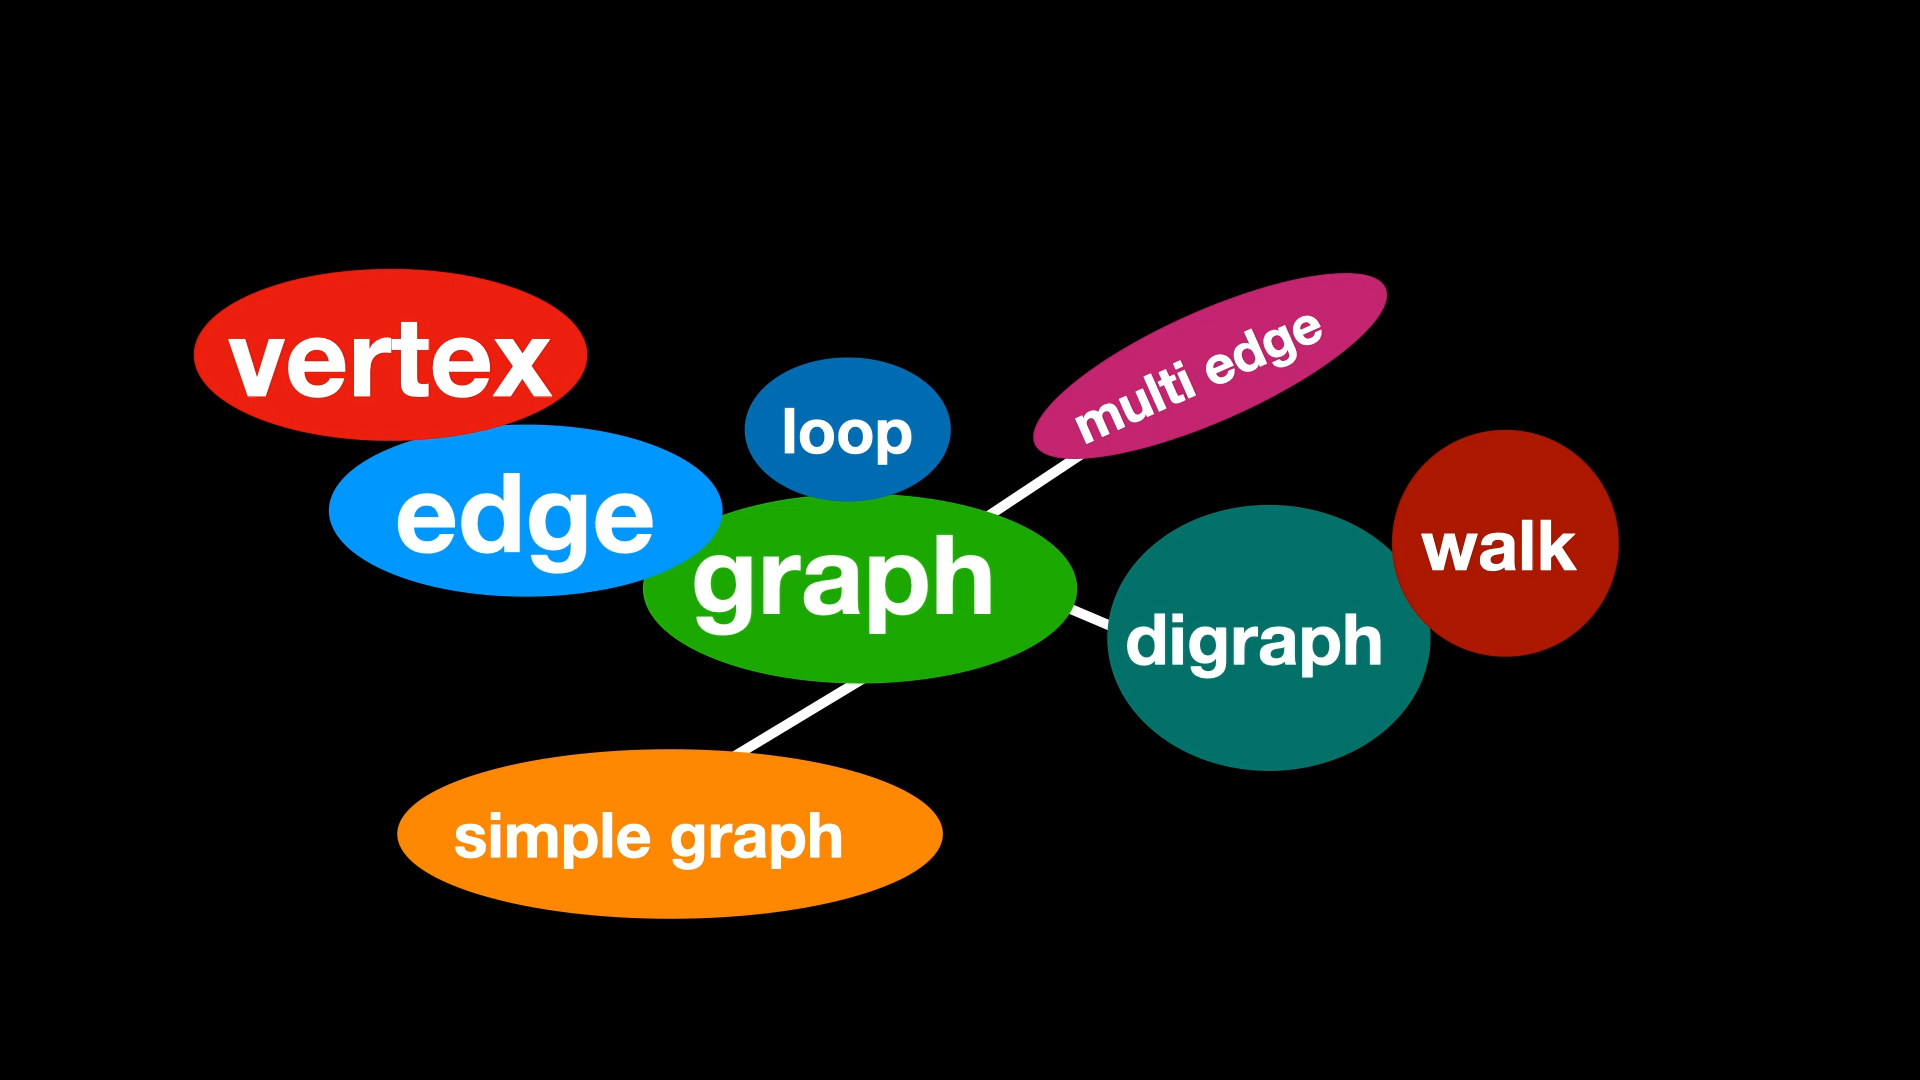 vertex
multi edge
loop
edge
walk
graph
digraph
simple graph